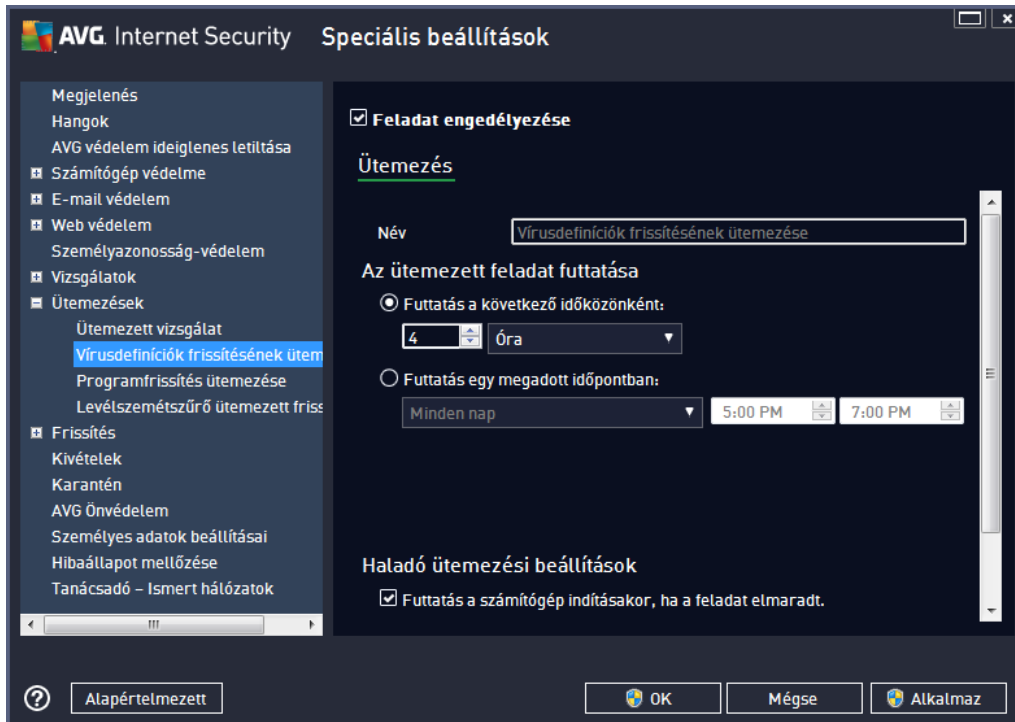 AVG. Internet Security Speciális beállítások
Megjelenés
Hangok
AVG védelem ideiglenes letiltása
Számítógép védelme
E-mail védelem
Web védelem
Személyazonosság-védelem
Vizsgálatok
Ütemezések
Ütemezett vizsgálat
Vírusdefiníciók frissítésének ütem
Programfrissítés ütemezése
Levélszemétszűrő ütemezett friss
Frissítés
Kivételek
Karantén
AVG Önvédelem
Személyes adatok beállításai
Hibaállapot mellőzése
Tanácsadó – Ismert hálózatok
Feladat engedélyezése
Ütemezés
Név Vírusdefiníciók frissítésének ütemezése
Az ütemezett feladat futtatása
Futtatás a következő időközönként:
4 Óra
Futtatás egy megadott időpontban:
Minden nap 5:00 PM 7:00 PM
Haladó ütemezési beállítások
Futtatás a számítógép indításakor, ha a feladat elmaradt.
? Alapértelmezett OK Mégse Alkalmaz